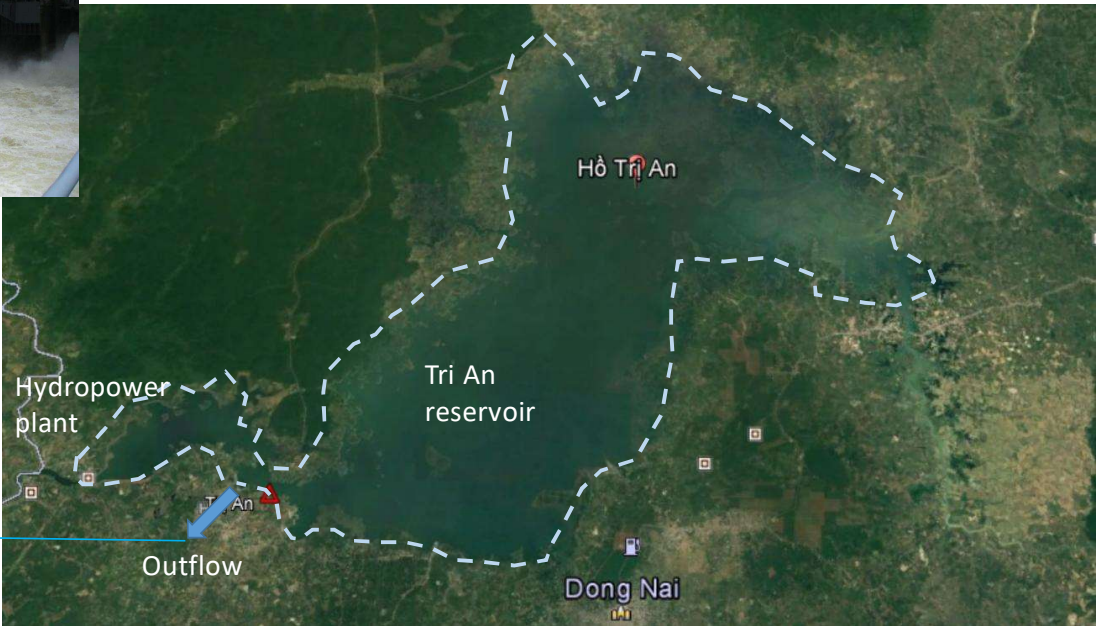 Hồ Trị An
Tri An
reservoir
Hydropower
plant
Trị An
Outflow
Dong Nai